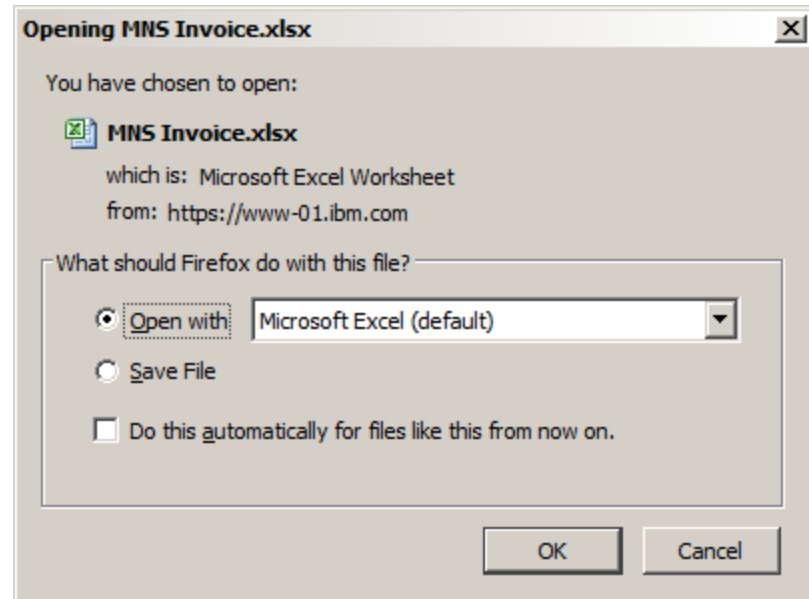 Opening MNS Invoice.xlsx
You have chosen to open:
MNS Invoice.xlsx
which is: Microsoft Excel Worksheet
from: https://www-01.ibm.com
What should Firefox do with this file?
Open with Microsoft Excel (default)
Save File
Do this automatically for files like this from now on.
OK Cancel